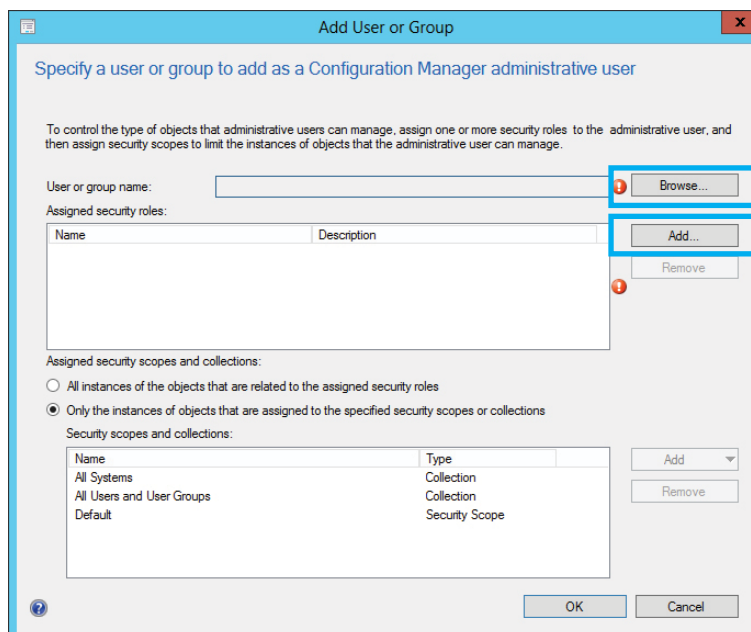 Add User or Group
x
Specify a user or group to add as a Configuration Manager administrative user
To control the type of objects that administrative users can manage, assign one or more security roles to the administrative user, and
then assign security scopes to limit the instances of objects that the administrative user can manage.
User or group name:
Browse...
Assigned security roles:
Name Description
Add...
Remove
Assigned security scopes and collections:
All instances of the objects that are related to the assigned security roles
Only the instances of objects that are assigned to the specified security scopes or collections
Security scopes and collections:
Name Type
Add
All Systems Collection
All Users and User Groups Collection
Remove
Default Security Scope
OK Cancel